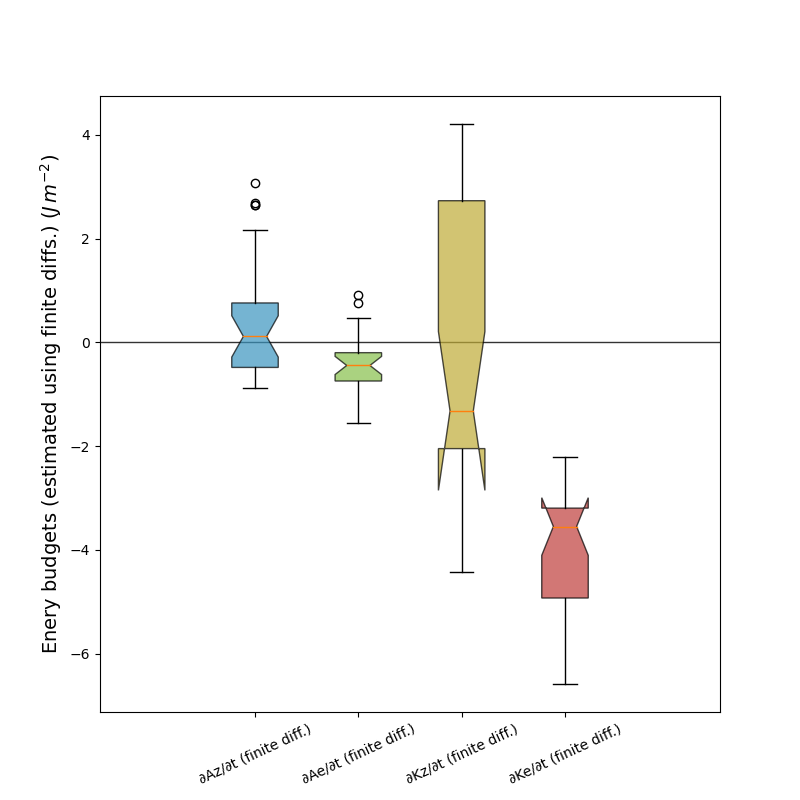 Enery budgets (estimated using finite diffs.) (J m⁻²)
4
2
0
−2
−4
−6
∂Az/∂t (finite diff.)
∂Ae/∂t (finite diff.)
∂Kz/∂t (finite diff.)
∂Ke/∂t (finite diff.)